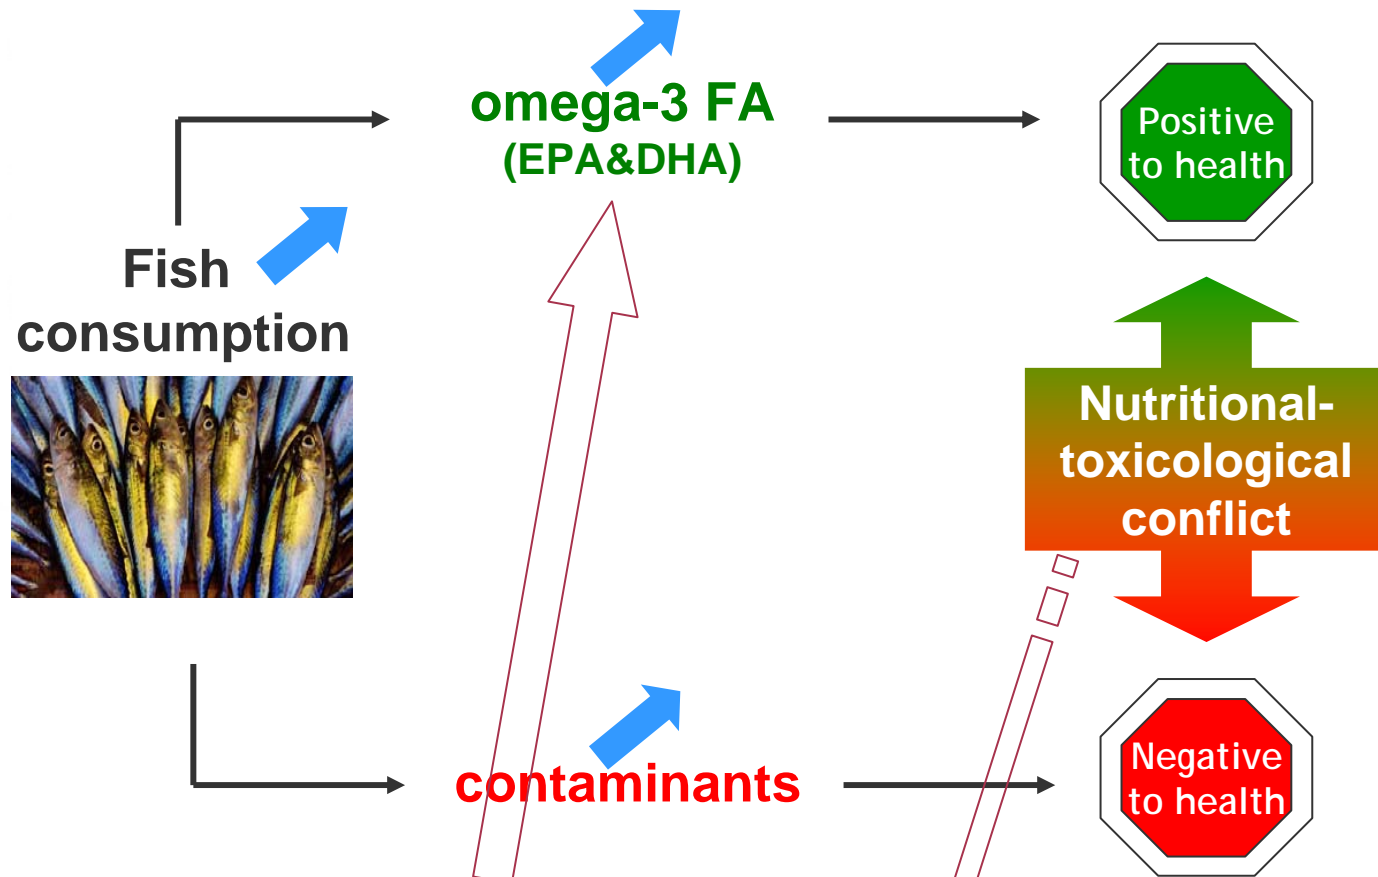 omega-3 FA
(EPA&DHA)
Positive
to health
Fish
consumption
Nutritional-
toxicological
conflict
contaminants
Negative
to health